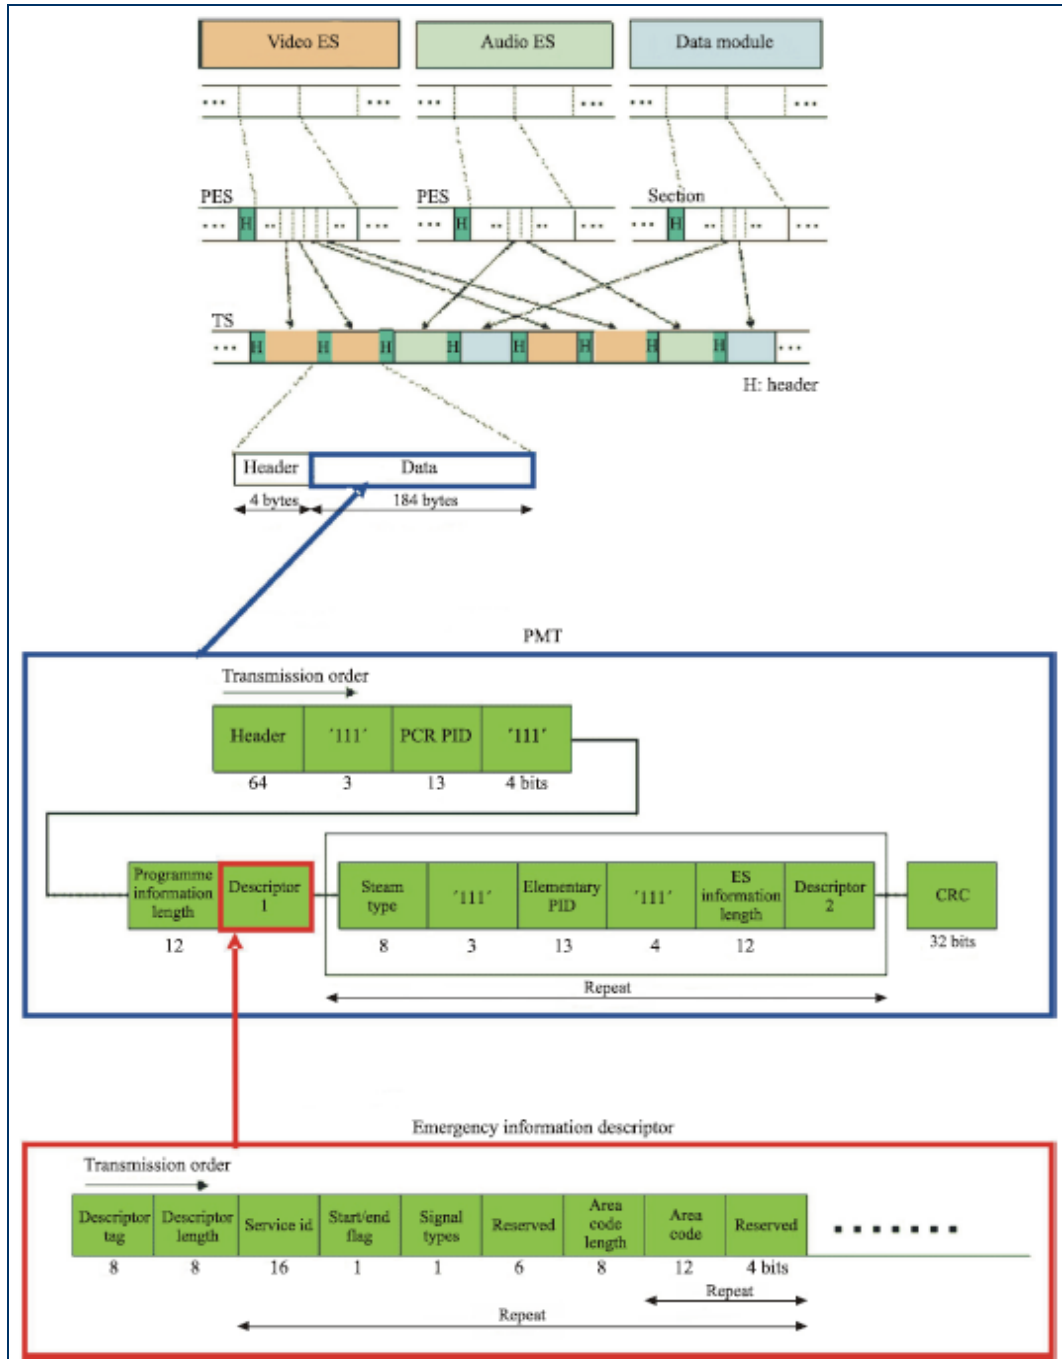 Video ES
Audio ES
Data module
... ...
... ...
... ...
PES
PES
Section
... H .. .. ...
... H .. .. ...
... H .. .. ...
TS
... H H H H H H H H ...
H: header
Header Data
4 bytes 184 bytes
PMT
Transmission order
Header ´111´ PCR PID ´111´
64 3 13 4 bits
Programme
information
length
Descriptor
1
Steam
type
´111´
Elementary
PID
´111´
ES
information
length
Descriptor
2
CRC
12 8 3 13 4 12 32 bits
Repeat
Emergency information descriptor
Transmission order
Descriptor
tag
Descriptor
length
Service id
Start/end
flag
Signal
types
Reserved
Area
code
length
Area
code
Reserved
.......
8 8 16 1 1 6 8 12 4 bits
Repeat
Repeat